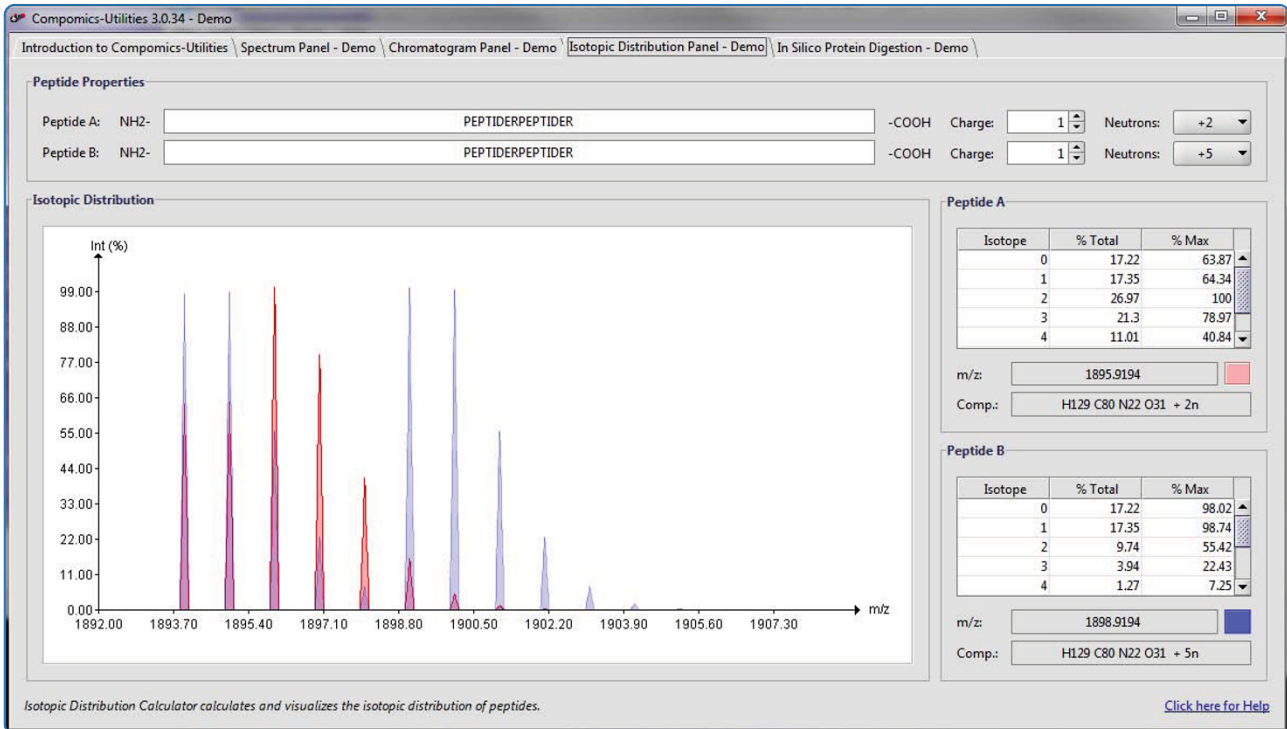 Compomics-Utilities 3.0.34 - Demo
Introduction to Compomics-Utilities Spectrum Panel - Demo Chromatogram Panel - Demo Isotopic Distribution Panel - Demo In Silico Protein Digestion - Demo
Peptide Properties
Peptide A: NH2- PEPTIDERPEPTIDER -COOH Charge: 1 Neutrons: +2
Peptide B: NH2- PEPTIDERPEPTIDER -COOH Charge: 1 Neutrons: +5
Isotopic Distribution
Int (%)
99.00
88.00
77.00
66.00
55.00
44.00
33.00
22.00
11.00
0.00
1892.00 1893.70 1895.40 1897.10 1898.80 1900.50 1902.20 1903.90 1905.60 1907.30
m/z
Peptide A
Isotope % Total % Max
0 17.22 63.87
1 17.35 64.34
2 26.97 100
3 21.3 78.97
4 11.01 40.84
m/z: 1895.9194
Comp.: H129 C80 N22 O31 + 2n
Peptide B
Isotope % Total % Max
0 17.22 98.02
1 17.35 98.74
2 9.74 55.42
3 3.94 22.43
4 1.27 7.25
m/z: 1898.9194
Comp.: H129 C80 N22 O31 + 5n
Isotopic Distribution Calculator calculates and visualizes the isotopic distribution of peptides.
Click here for Help